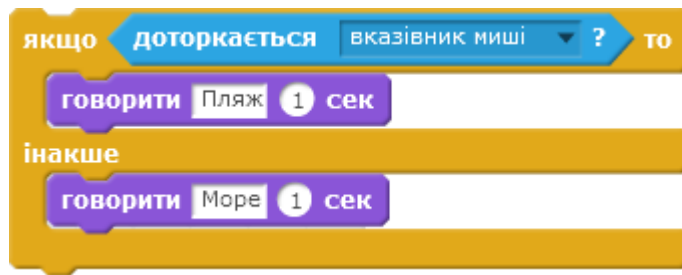 якщо доторкається вказівник миші ? то
говорити Пляж 1 сек
інакше
говорити Море 1 сек